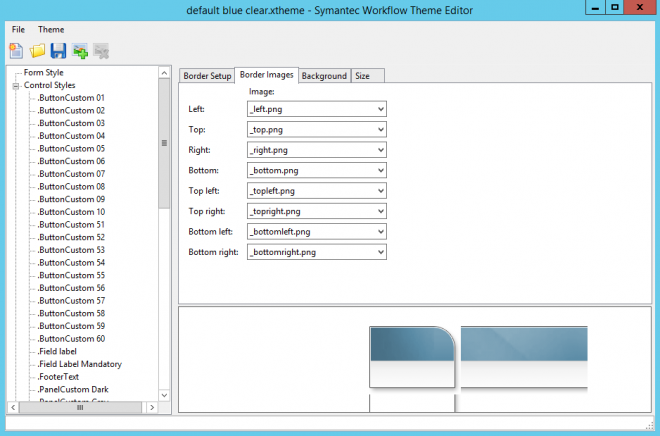 default blue clear.xtheme - Symantec Workflow Theme Editor
File Theme
Form Style
Control Styles
.ButtonCustom 01
.ButtonCustom 02
.ButtonCustom 03
.ButtonCustom 04
.ButtonCustom 05
.ButtonCustom 06
.ButtonCustom 07
.ButtonCustom 08
.ButtonCustom 09
.ButtonCustom 10
.ButtonCustom 51
.ButtonCustom 52
.ButtonCustom 53
.ButtonCustom 54
.ButtonCustom 55
.ButtonCustom 56
.ButtonCustom 57
.ButtonCustom 58
.ButtonCustom 59
.ButtonCustom 60
.Field label
.Field Label Mandatory
.FooterText
.PanelCustom Dark
.PanelCustom Grey
Border Setup Border Images Background Size
Image:
Left: _left.png
Top: _top.png
Right: _right.png
Bottom: _bottom.png
Top left: _topleft.png
Top right: _topright.png
Bottom left: _bottomleft.png
Bottom right: _bottomright.png